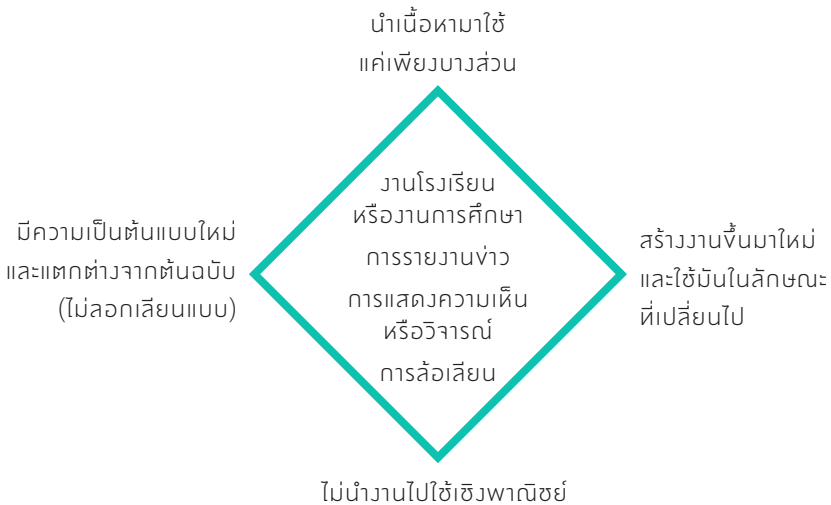 นำเนื้อหามาใช้
แค่เพียงบางส่วน
มีความเป็นต้นแบบใหม่
และแตกต่างจากต้นฉบับ
(ไม่ลอกเลียนแบบ)
งานโรงเรียน
หรืองานการศึกษา
การรายงานข่าว
การแสดงความเห็น
หรือวิจารณ์
การล้อเลียน
สร้างงานขึ้นมาใหม่
และใช้มันในลักษณะ
ที่เปลี่ยนไป
ไม่นำงานไปใช้เชิงพาณิชย์